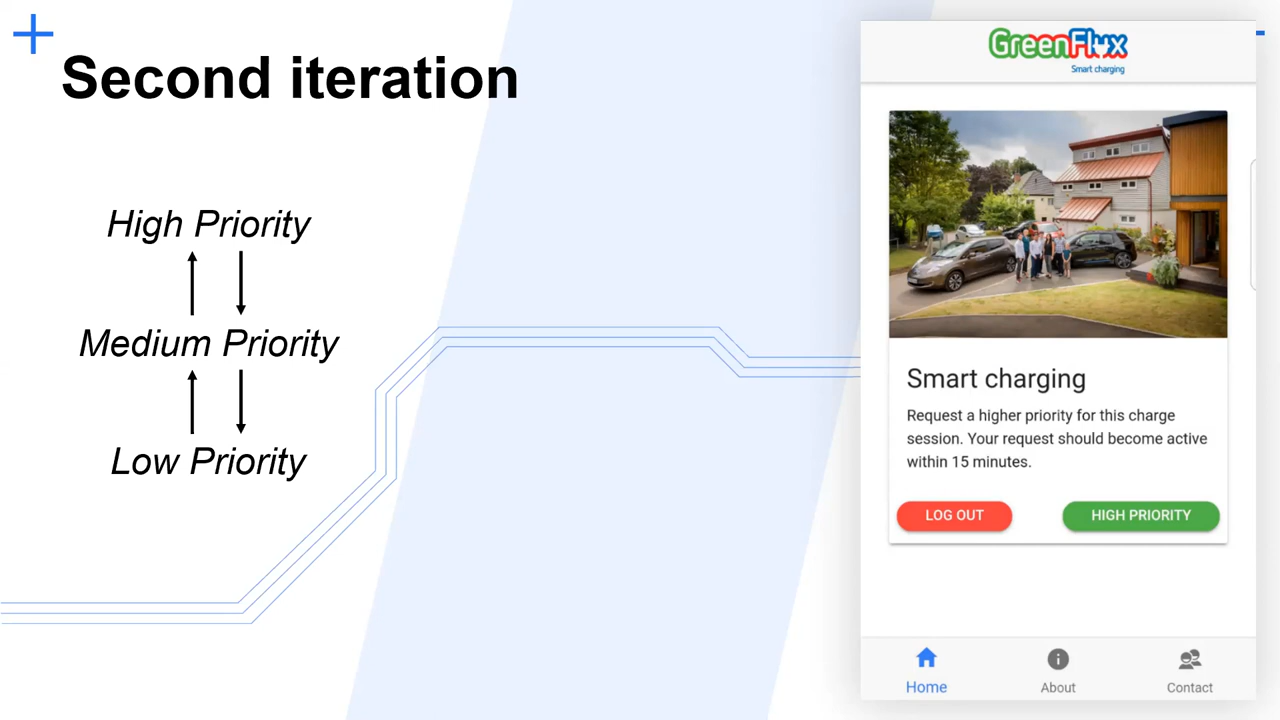 Second iteration
High Priority
Medium Priority
Low Priority
GreenFlux
Smart charging
Smart charging
Request a higher priority for this charge
session. Your request should become active
within 15 minutes.
LOG OUT
HIGH PRIORITY
Home
About
Contact